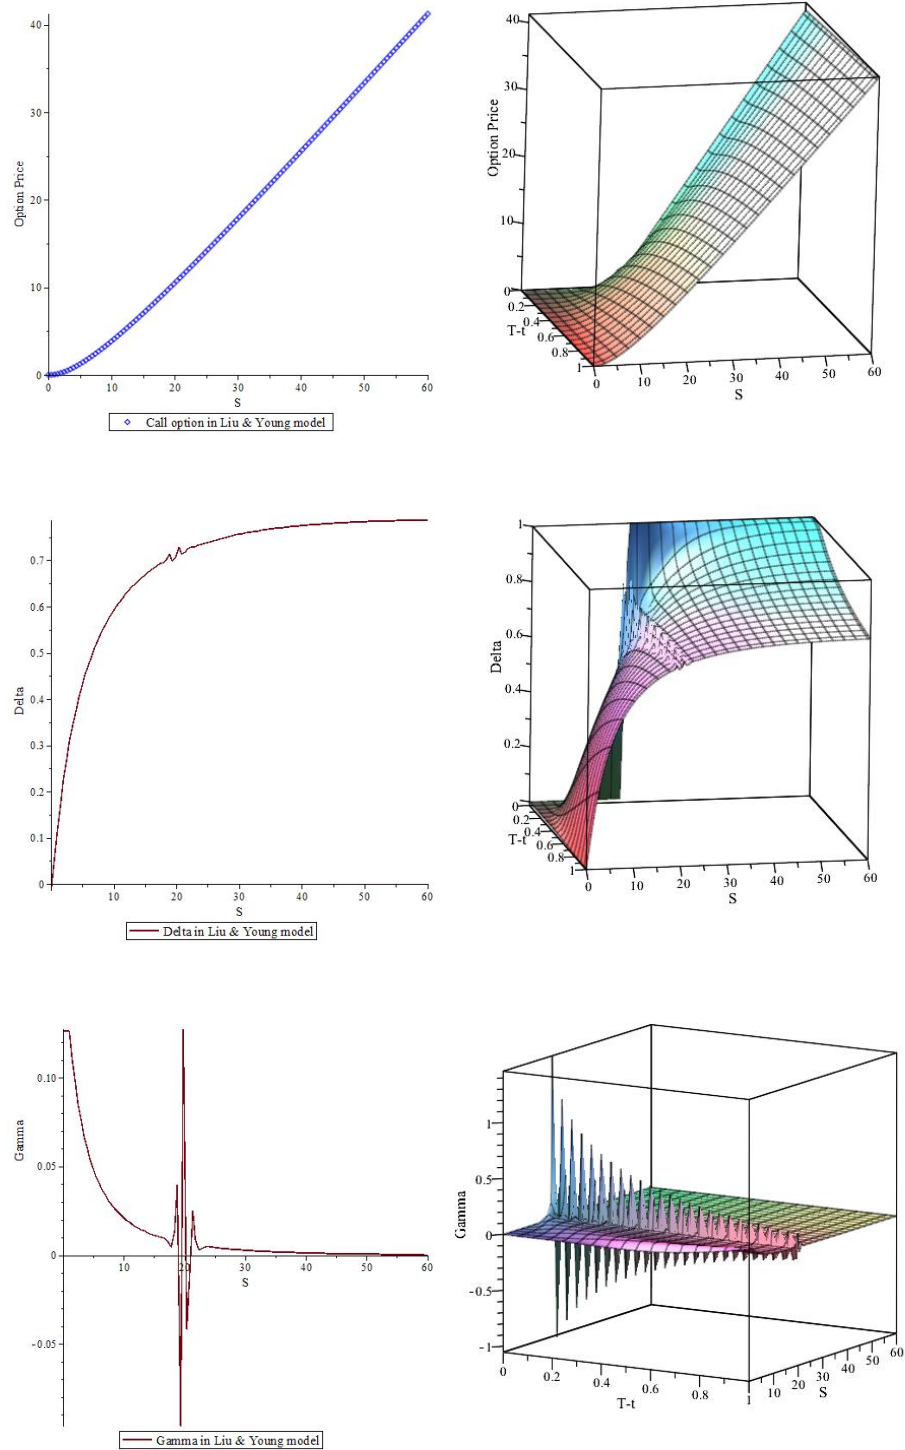 40
30
20
10
0
Option Price
0 10 20 30 40 50 60
S
Call option in Liu & Young model
40
30
20
10
0
Option Price
0.2
0.4
0.6
0.8
1
T-t
0 10 20 30 40 50 60
S
0.7
0.6
0.5
0.4
0.3
0.2
0.1
0
Delta
10 20 30 40 50 60
S
Delta in Liu & Young model
1
0.8
0.6
0.4
0.2
0
Delta
0.2
0.4
0.6
0.8
1
T-t
0 10 20 30 40 50 60
S
0.10
0.05
0
-0.05
Gamma
10 20 30 40 50 60
S
Gamma in Liu & Young model
1
0.5
0
-0.5
-1
Gamma
0 0.2 0.4 0.6 0.8 1
T-t
10 20 30 40 50 60
S